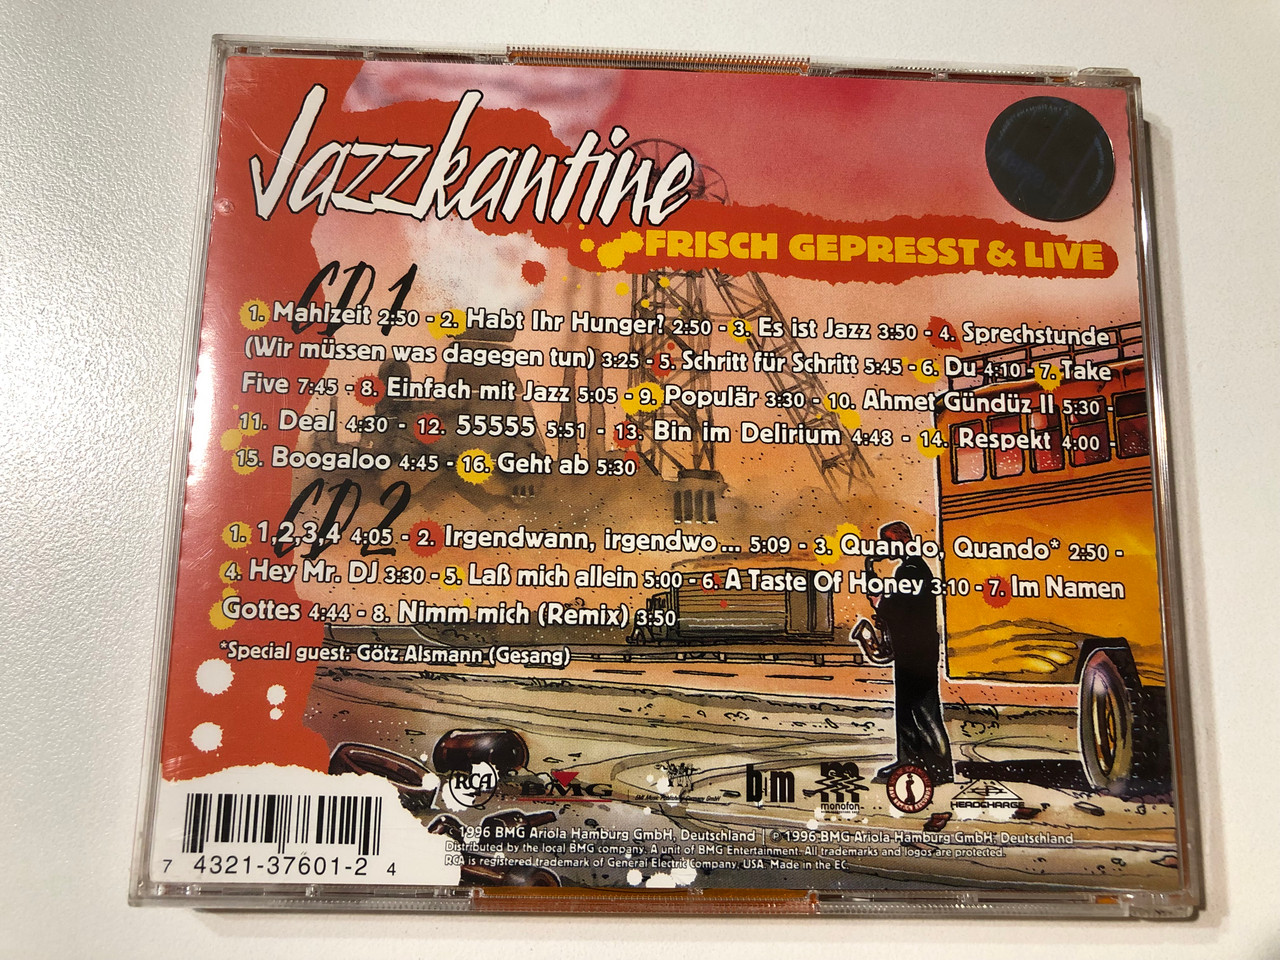 Jazzkantine
FRISCH GEPRESST & LIVE
CD 1
1. Mahlzeit 2:50 - 2. Habt Ihr Hunger? 2:50 - 3. Es ist Jazz 3:50 - 4. Sprechstunde
(Wir müssen was dagegen tun) 3:25 - 5. Schritt für Schritt 5:45 - 6. Du 4:10 - 7. Take
Five 7:45 - 8. Einfach mit Jazz 5:05 - 9. Populär 3:30 - 10. Ahmet Gündüz II 5:30 -
11. Deal 4:30 - 12. 55555 5:51 - 13. Bin im Delirium 4:48 - 14. Respekt 4:00 -
15. Boogaloo 4:45 - 16. Geht ab 5:30
CD 2
1. 1,2,3,4 4:05 - 2. Irgendwann, irgendwo... 5:09 - 3. Quando, Quando* 2:50 -
4. Hey Mr. DJ 3:30 - 5. Laß mich allein 5:00 - 6. A Taste Of Honey 3:10 - 7. Im Namen
Gottes 4:44 - 8. Nimm mich (Remix) 3:50
*Special guest: Götz Alsmann (Gesang)
RCA BMG b|m monofon HEADCHARGE
© 1996 BMG Ariola Hamburg GmbH, Deutschland | ℗ 1996 BMG Ariola Hamburg GmbH, Deutschland
Distributed by the local BMG company. A unit of BMG Entertainment. All trademarks and logos are protected.
RCA is registered trademark of General Electric Company, USA. Made in the EC.
7 4321-37601-2 4